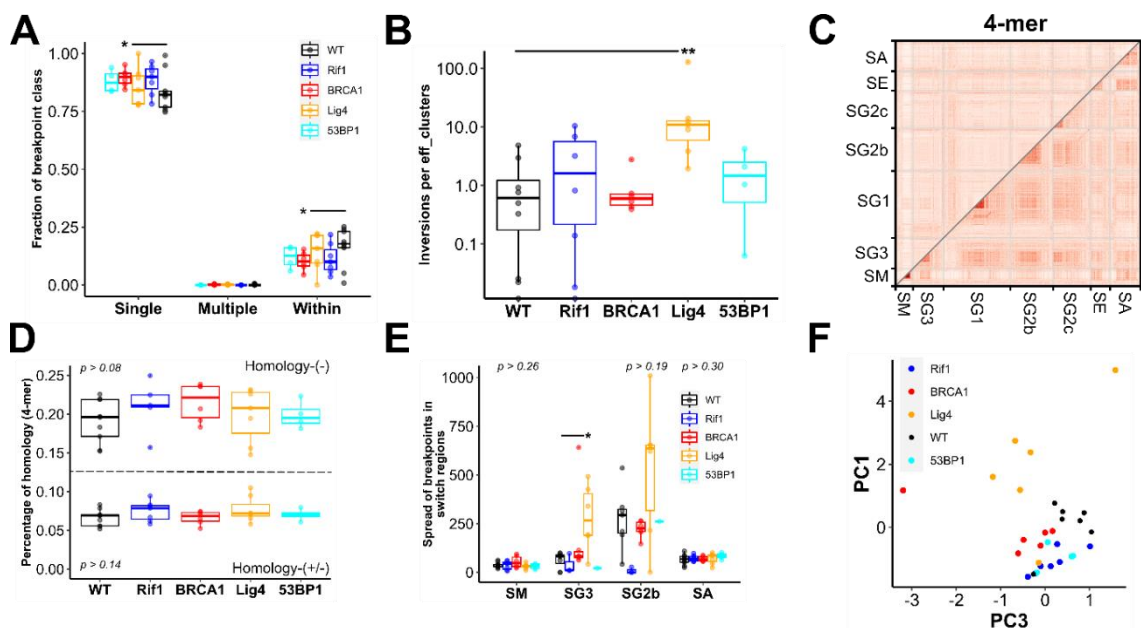 A
Fraction of breakpoint class
1.00
0.75
0.50
0.25
0.00
*
*
WT
Rif1
BRCA1
Lig4
53BP1
Single Multiple Within
B
Inversions per eff_clusters
100.0
10.0
1.0
0.1
**
WT Rif1 BRCA1 Lig4 53BP1
C
4-mer
SA
SE
SG2c
SG2b
SG1
SG3
SM
SM SG3 SG1 SG2b SG2c SE SA
D
Percentage of homology (4-mer)
0.25
0.20
0.15
0.10
0.05
0.00
p > 0.08
Homology-(-)
p > 0.14
Homology-(+/-)
WT Rif1 BRCA1 Lig4 53BP1
E
Spread of breakpoints in
switch regions
1000
750
500
250
0
p > 0.26 p > 0.19 p > 0.30
*
WT
Rif1
BRCA1
Lig4
53BP1
SM SG3 SG2b SA
F
Rif1
BRCA1
Lig4
WT
53BP1
PC1
4
2
0
-3 -2 -1 0 1
PC3